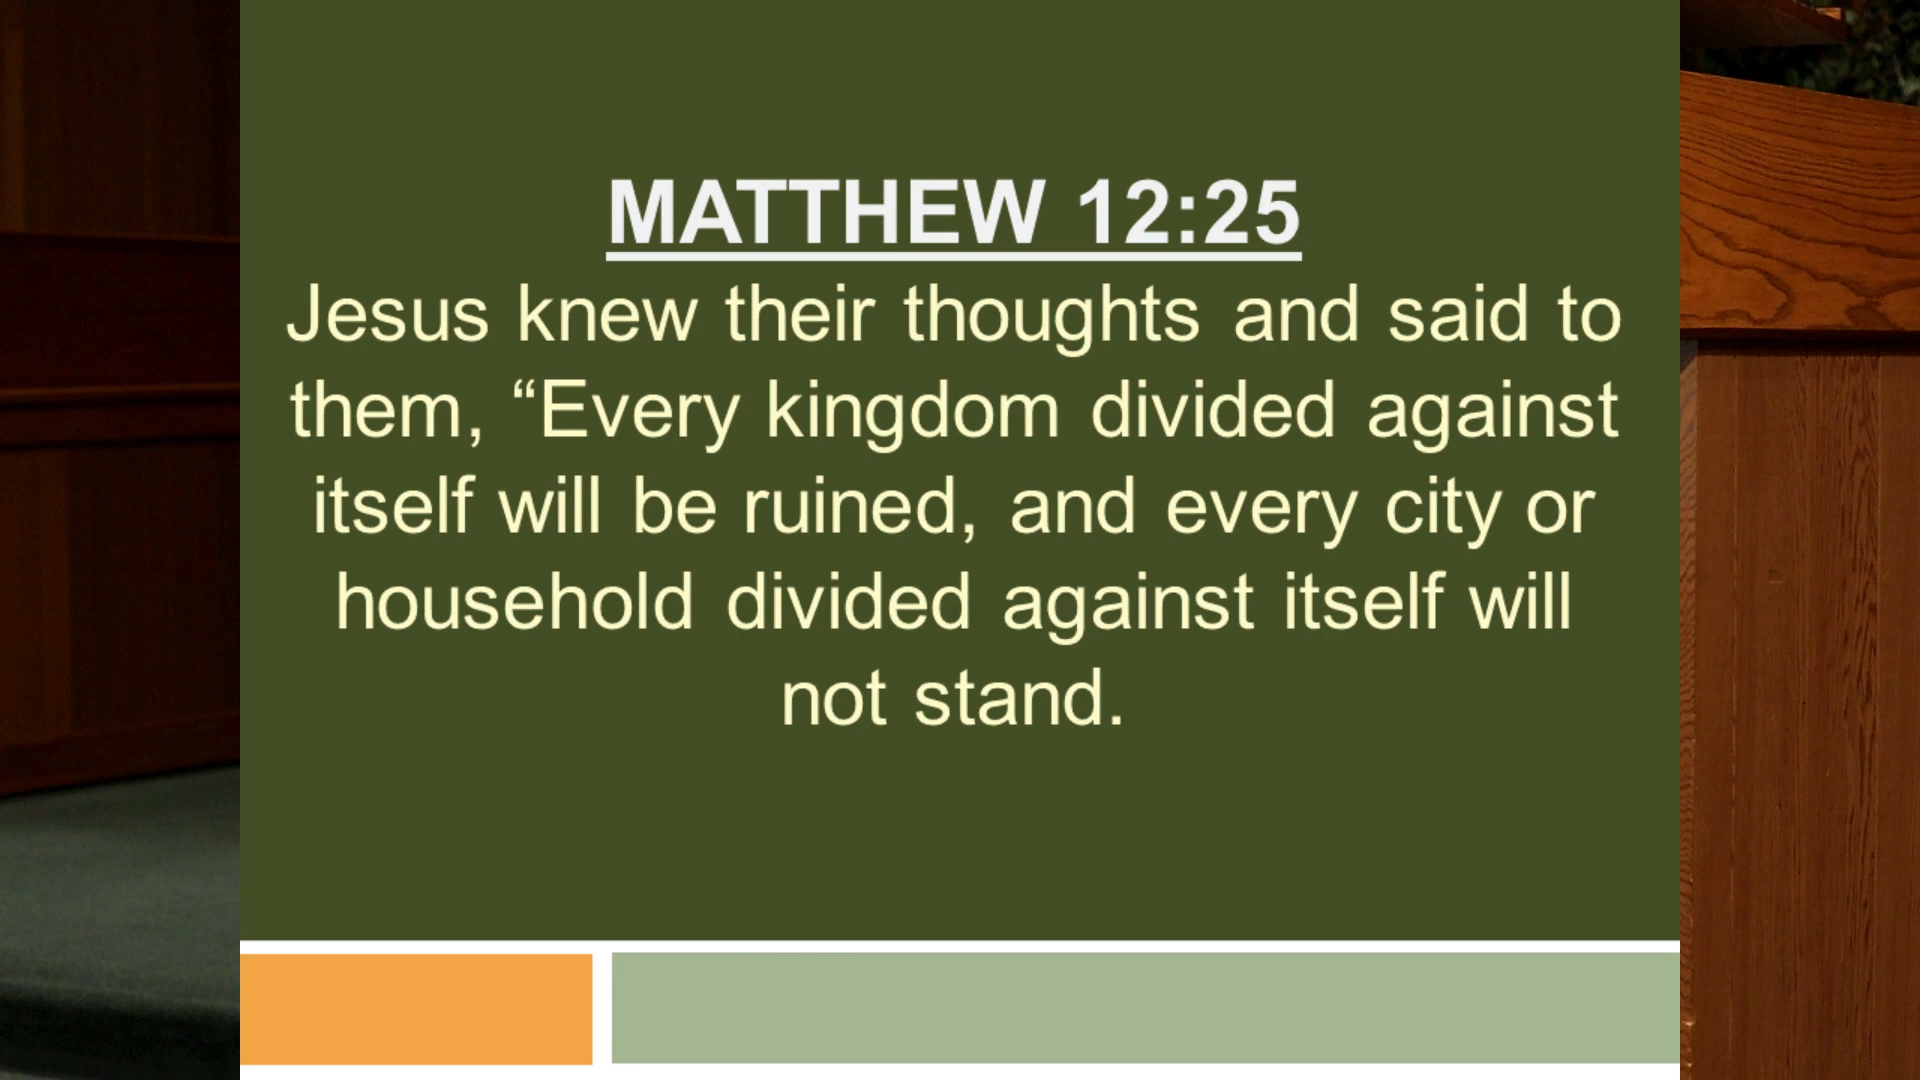 MATTHEW 12:25
Jesus knew their thoughts and said to
them, “Every kingdom divided against
itself will be ruined, and every city or
household divided against itself will
not stand.